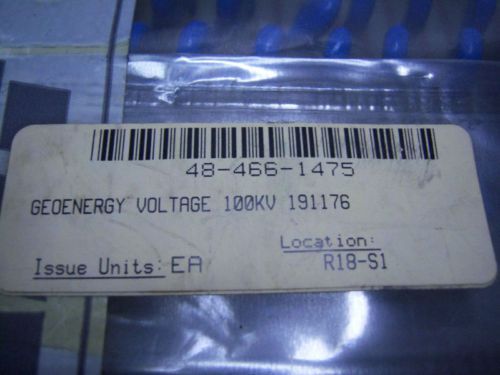 48-466-1475
GEOENERGY VOLTAGE 100KV 191176
Location:
Issue Units: EA R18-S1